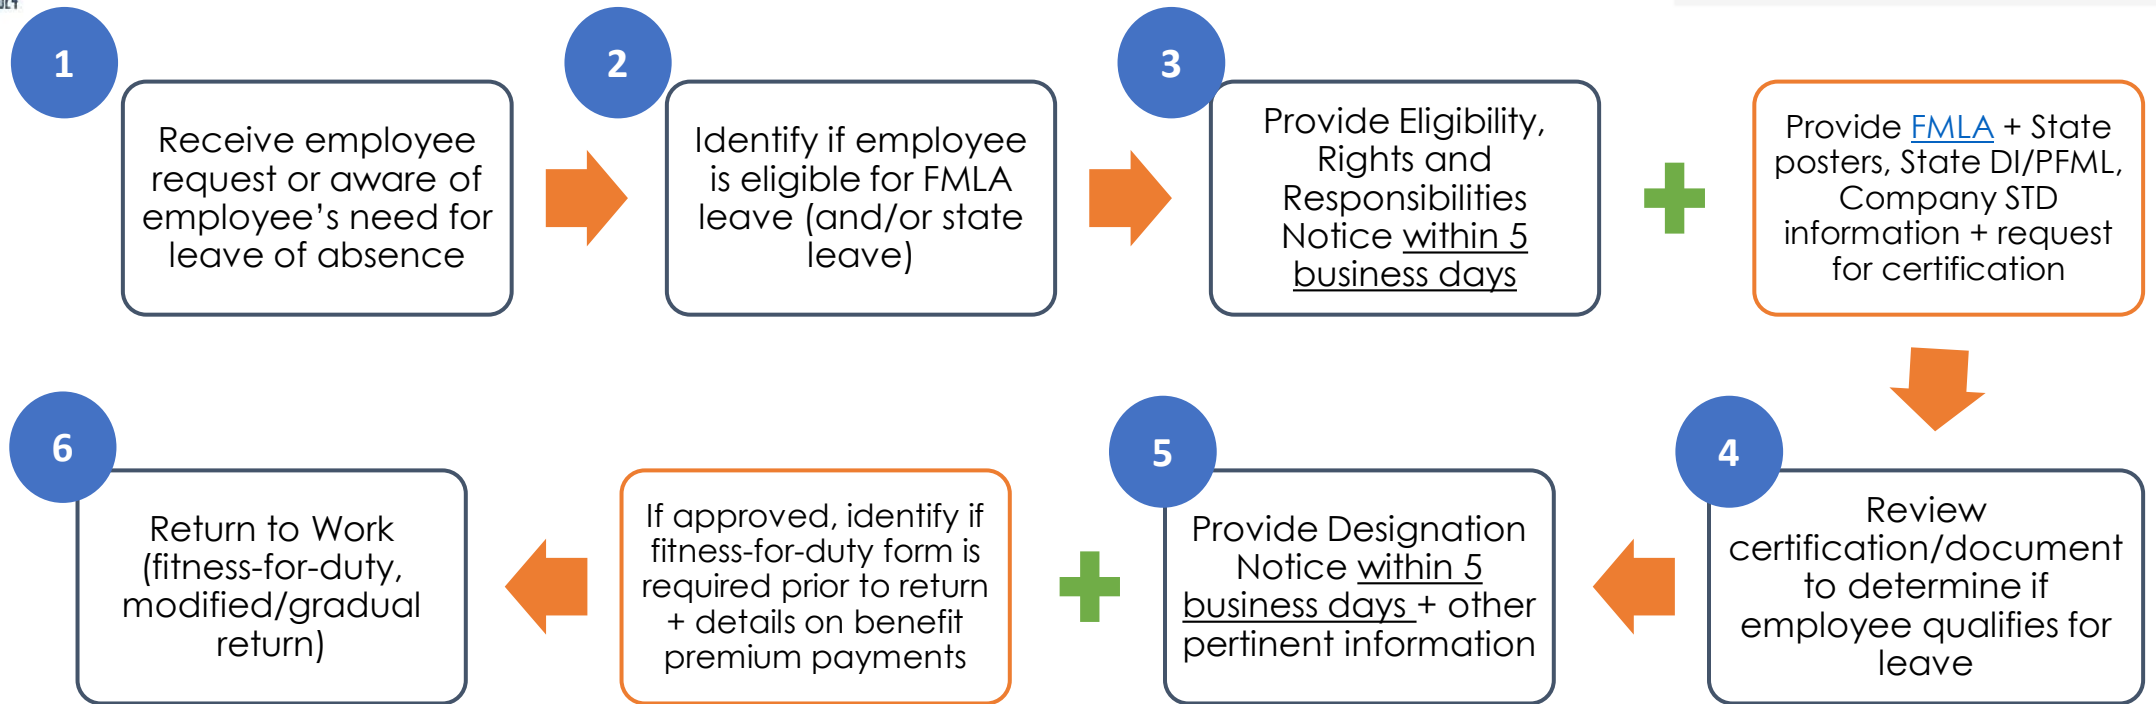 1
Receive employee
request or aware of
employee’s need for
leave of absence
2
Identify if employee
is eligible for FMLA
leave (and/or state
leave)
3
Provide Eligibility,
Rights and
Responsibilities
Notice within 5
business days
Provide FMLA + State
posters, State DI/PFML,
Company STD
information + request
for certification
4
Review
certification/document
to determine if
employee qualifies for
leave
5
Provide Designation
Notice within 5
business days + other
pertinent information
If approved, identify if
fitness-for-duty form is
required prior to return
+ details on benefit
premium payments
6
Return to Work
(fitness-for-duty,
modified/gradual
return)